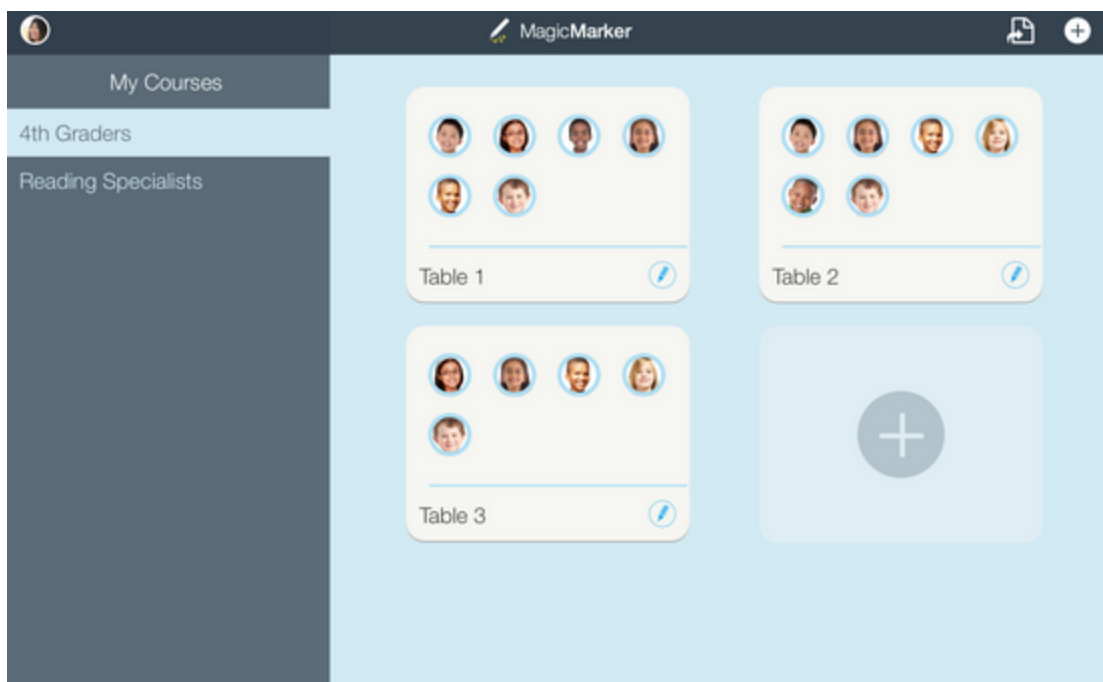 MagicMarker
My Courses
4th Graders
Reading Specialists
Table 1
Table 2
Table 3